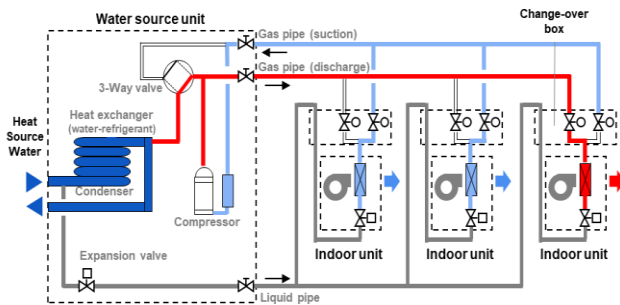 Water source unit
Gas pipe (suction)
Change-over
box
Gas pipe (discharge)
3-Way valve
Heat
Source
Water
Heat exchanger
(water-refrigerant)
Condenser
Compressor
Expansion valve
Indoor unit
Indoor unit
Indoor unit
Liquid pipe